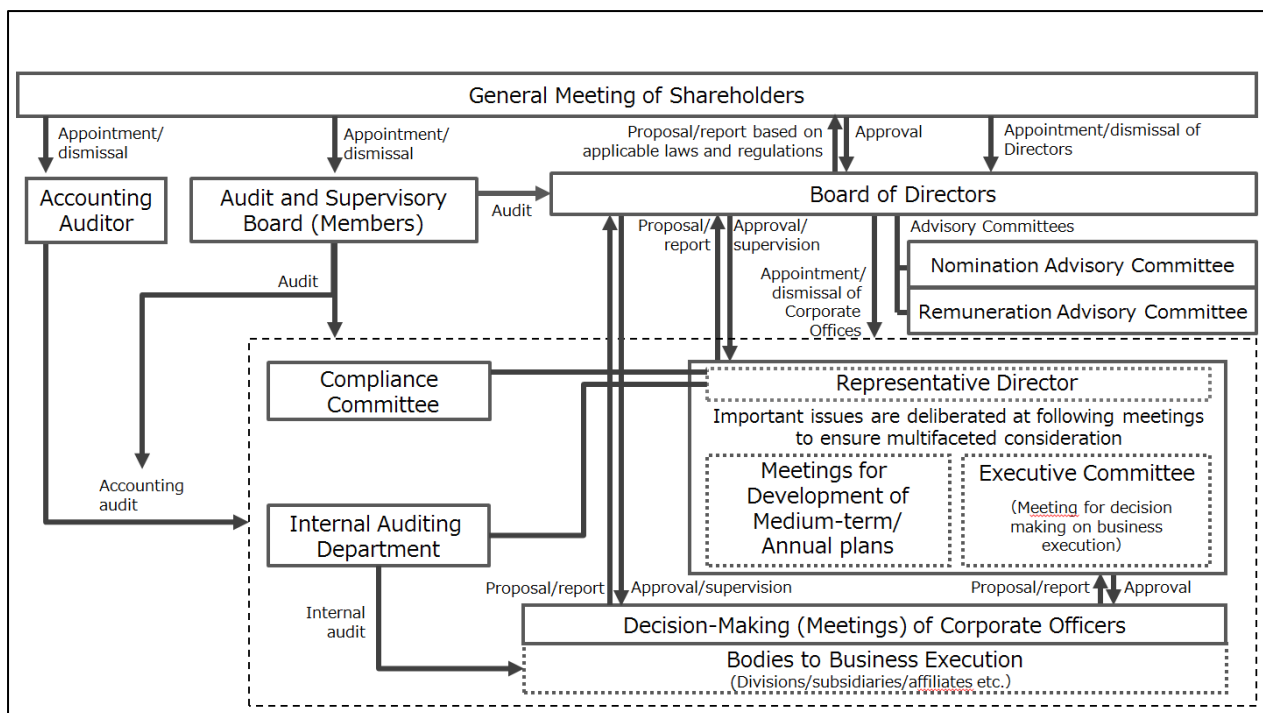 General Meeting of Shareholders
Appointment/
dismissal
Appointment/
dismissal
Proposal/report based on
applicable laws and regulations
Approval
Appointment/dismissal of
Directors
Accounting
Auditor
Audit and Supervisory
Board (Members)
Audit
Board of Directors
Audit
Proposal/
report
Approval/
supervision
Appointment/
dismissal of
Corporate
Offices
Advisory Committees
Nomination Advisory Committee
Remuneration Advisory Committee
Compliance
Committee
Representative Director
Important issues are deliberated at following meetings
to ensure multifaceted consideration
Meetings for
Development of
Medium-term/
Annual plans
Executive Committee
(Meeting for decision
making on business
execution)
Accounting
audit
Internal Auditing
Department
Proposal/report
Approval/supervision
Proposal/report
Approval
Internal
audit
Decision-Making (Meetings) of Corporate Officers
Bodies to Business Execution
(Divisions/subsidiaries/affiliates etc.)